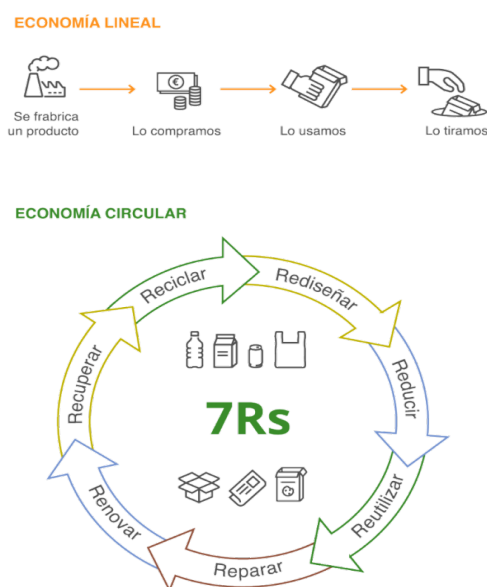 ECONOMÍA LINEAL
Se frabrica
un producto
Lo compramos
Lo usamos
Lo tiramos
ECONOMÍA CIRCULAR
Rediseñar
Reducir
Reutilizar
Reparar
Renovar
Recuperar
Reciclar
7Rs
€